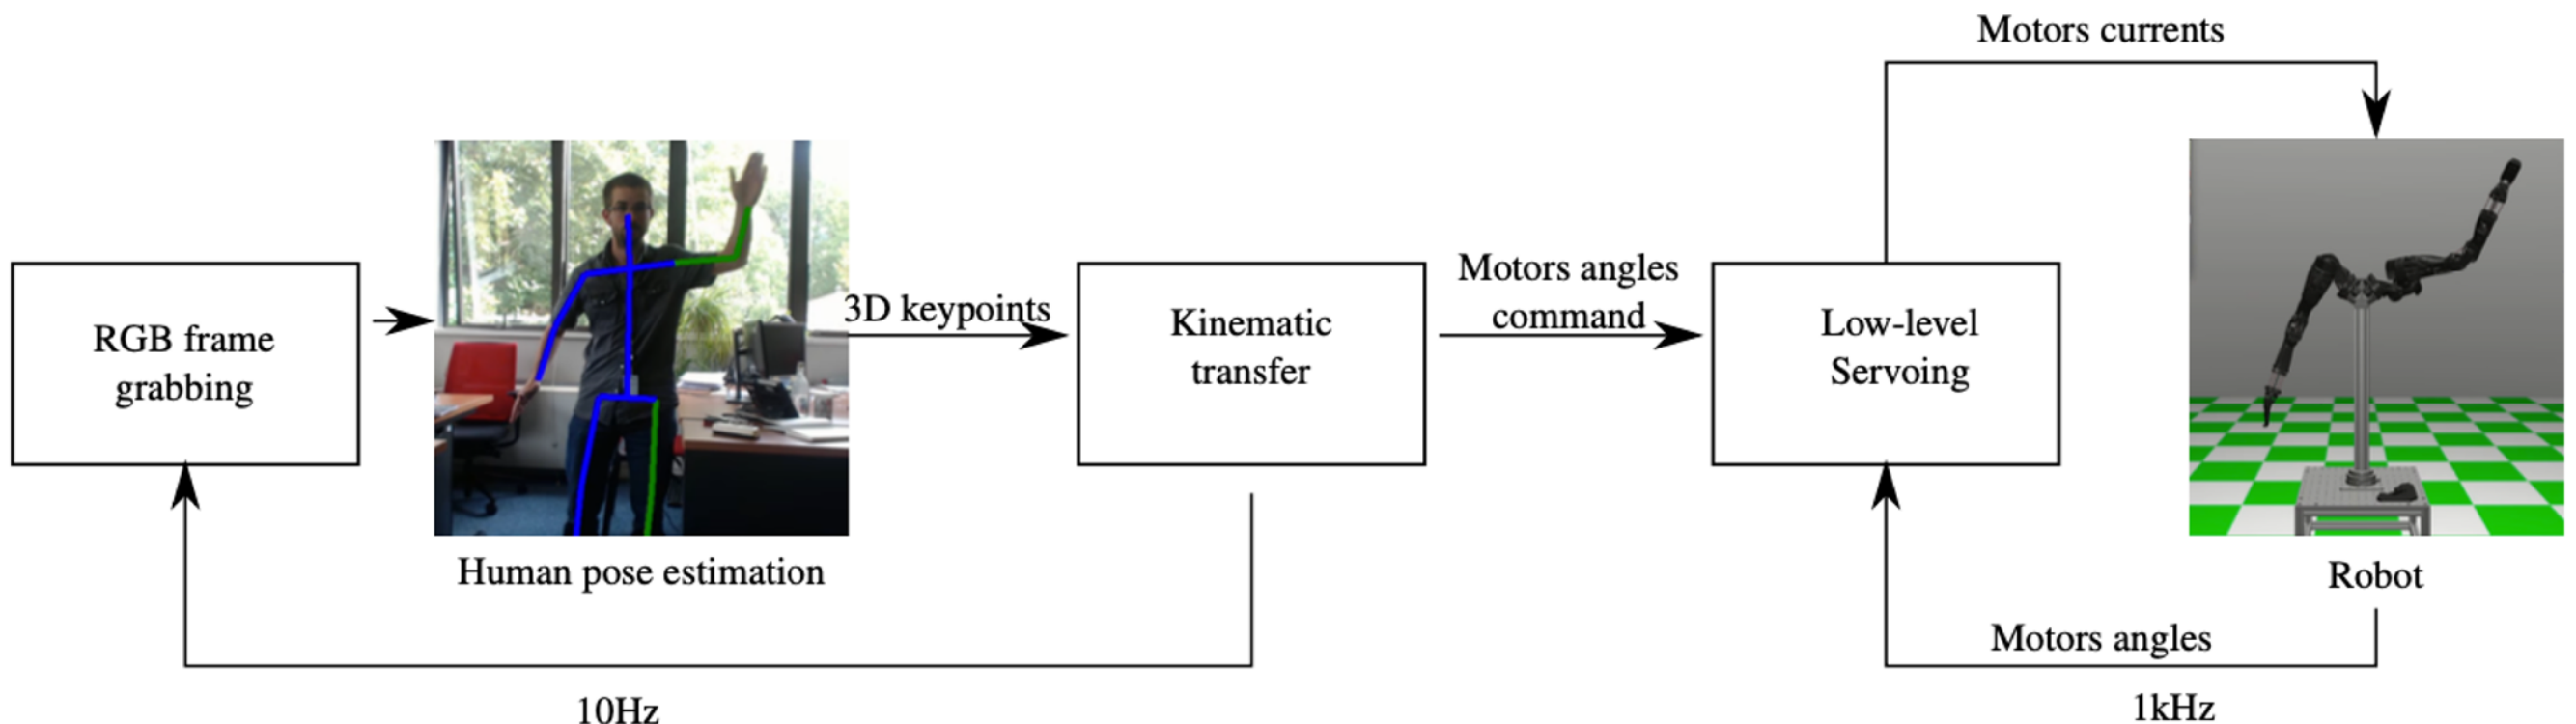 Motors currents
RGB frame
grabbing
3D keypoints
Kinematic
transfer
Motors angles
command
Low-level
Servoing
Human pose estimation
Robot
Motors angles
10Hz
1kHz